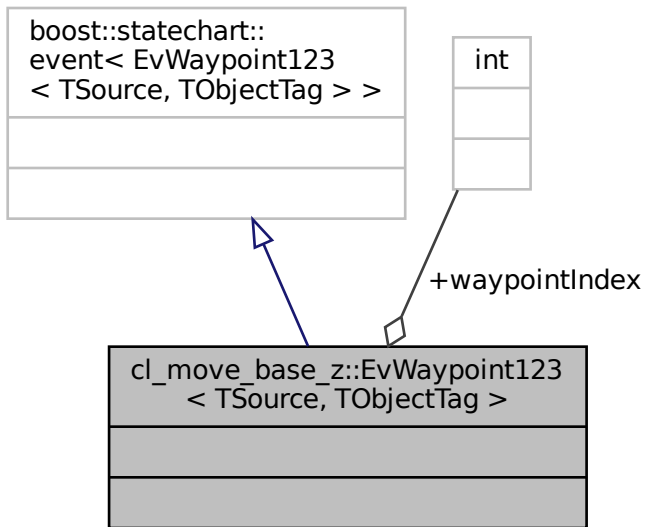 boost::statechart::
event< EvWaypoint123
< TSource, TObjectTag > >
int
+waypointIndex
cl_move_base_z::EvWaypoint123
< TSource, TObjectTag >